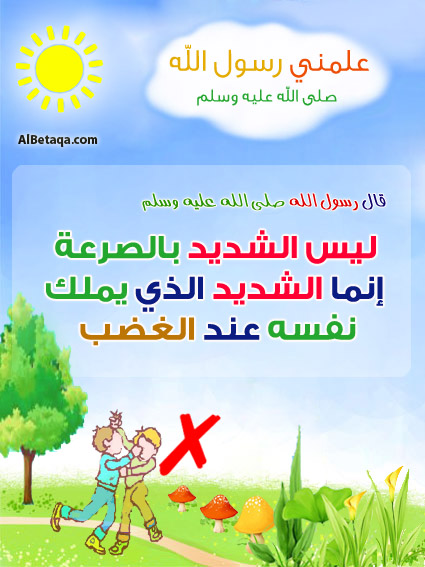 علمني رسول الله
صلى الله عليه وسلم
AlBetaqa.com
قال رسول الله صلى الله عليه وسلم
ليس الشديد بالصرعة
إنما الشديد الذي يملك
نفسه عند الغضب